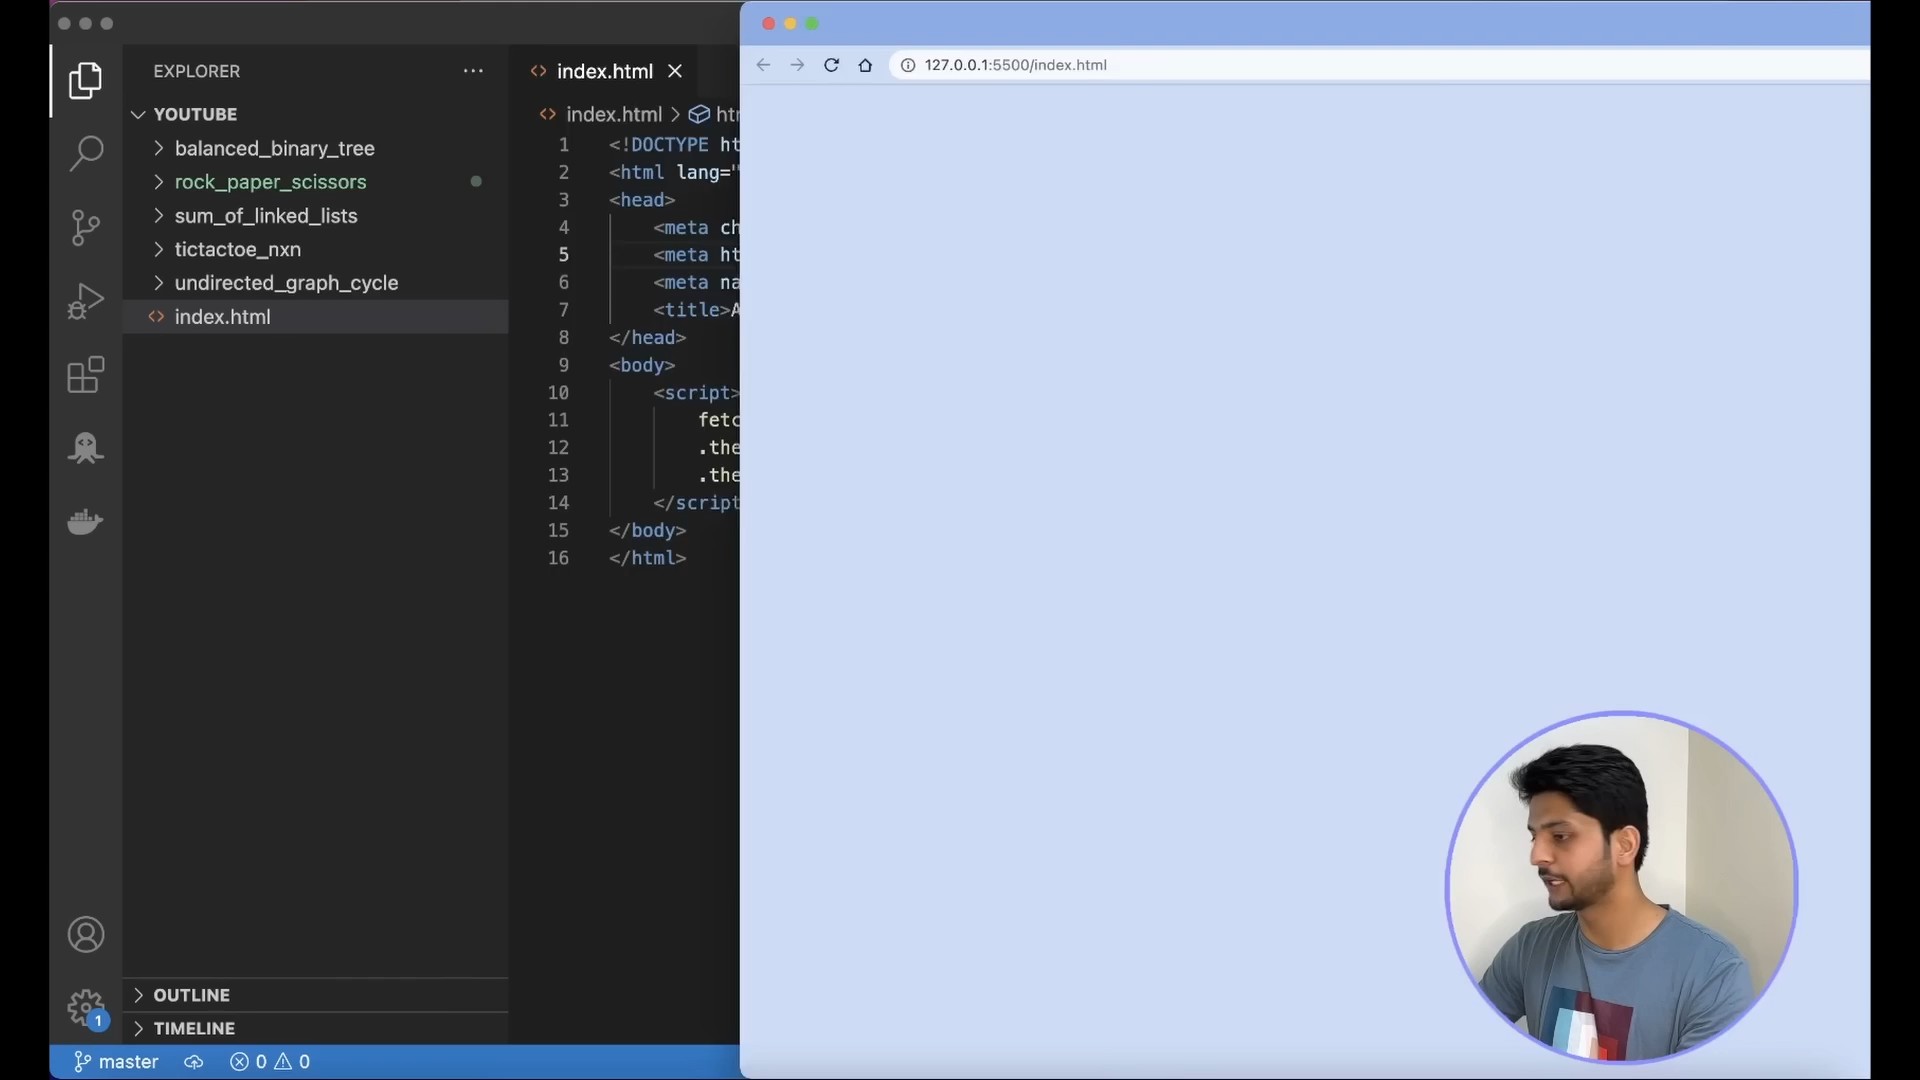 EXPLORER
YOUTUBE
balanced_binary_tree
rock_paper_scissors
sum_of_linked_lists
tictactoe_nxn
undirected_graph_cycle
index.html
OUTLINE
TIMELINE
1
master
0
0
index.html
index.html
1 <!DOCTYPE ht
2 <html lang="
3 <head>
4 <meta ch
5 <meta ht
6 <meta na
7 <title>A
8 </head>
9 <body>
10 <script>
11 fetc
12 .the
13 .the
14 </script
15 </body>
16 </html>
127.0.0.1:5500/index.html